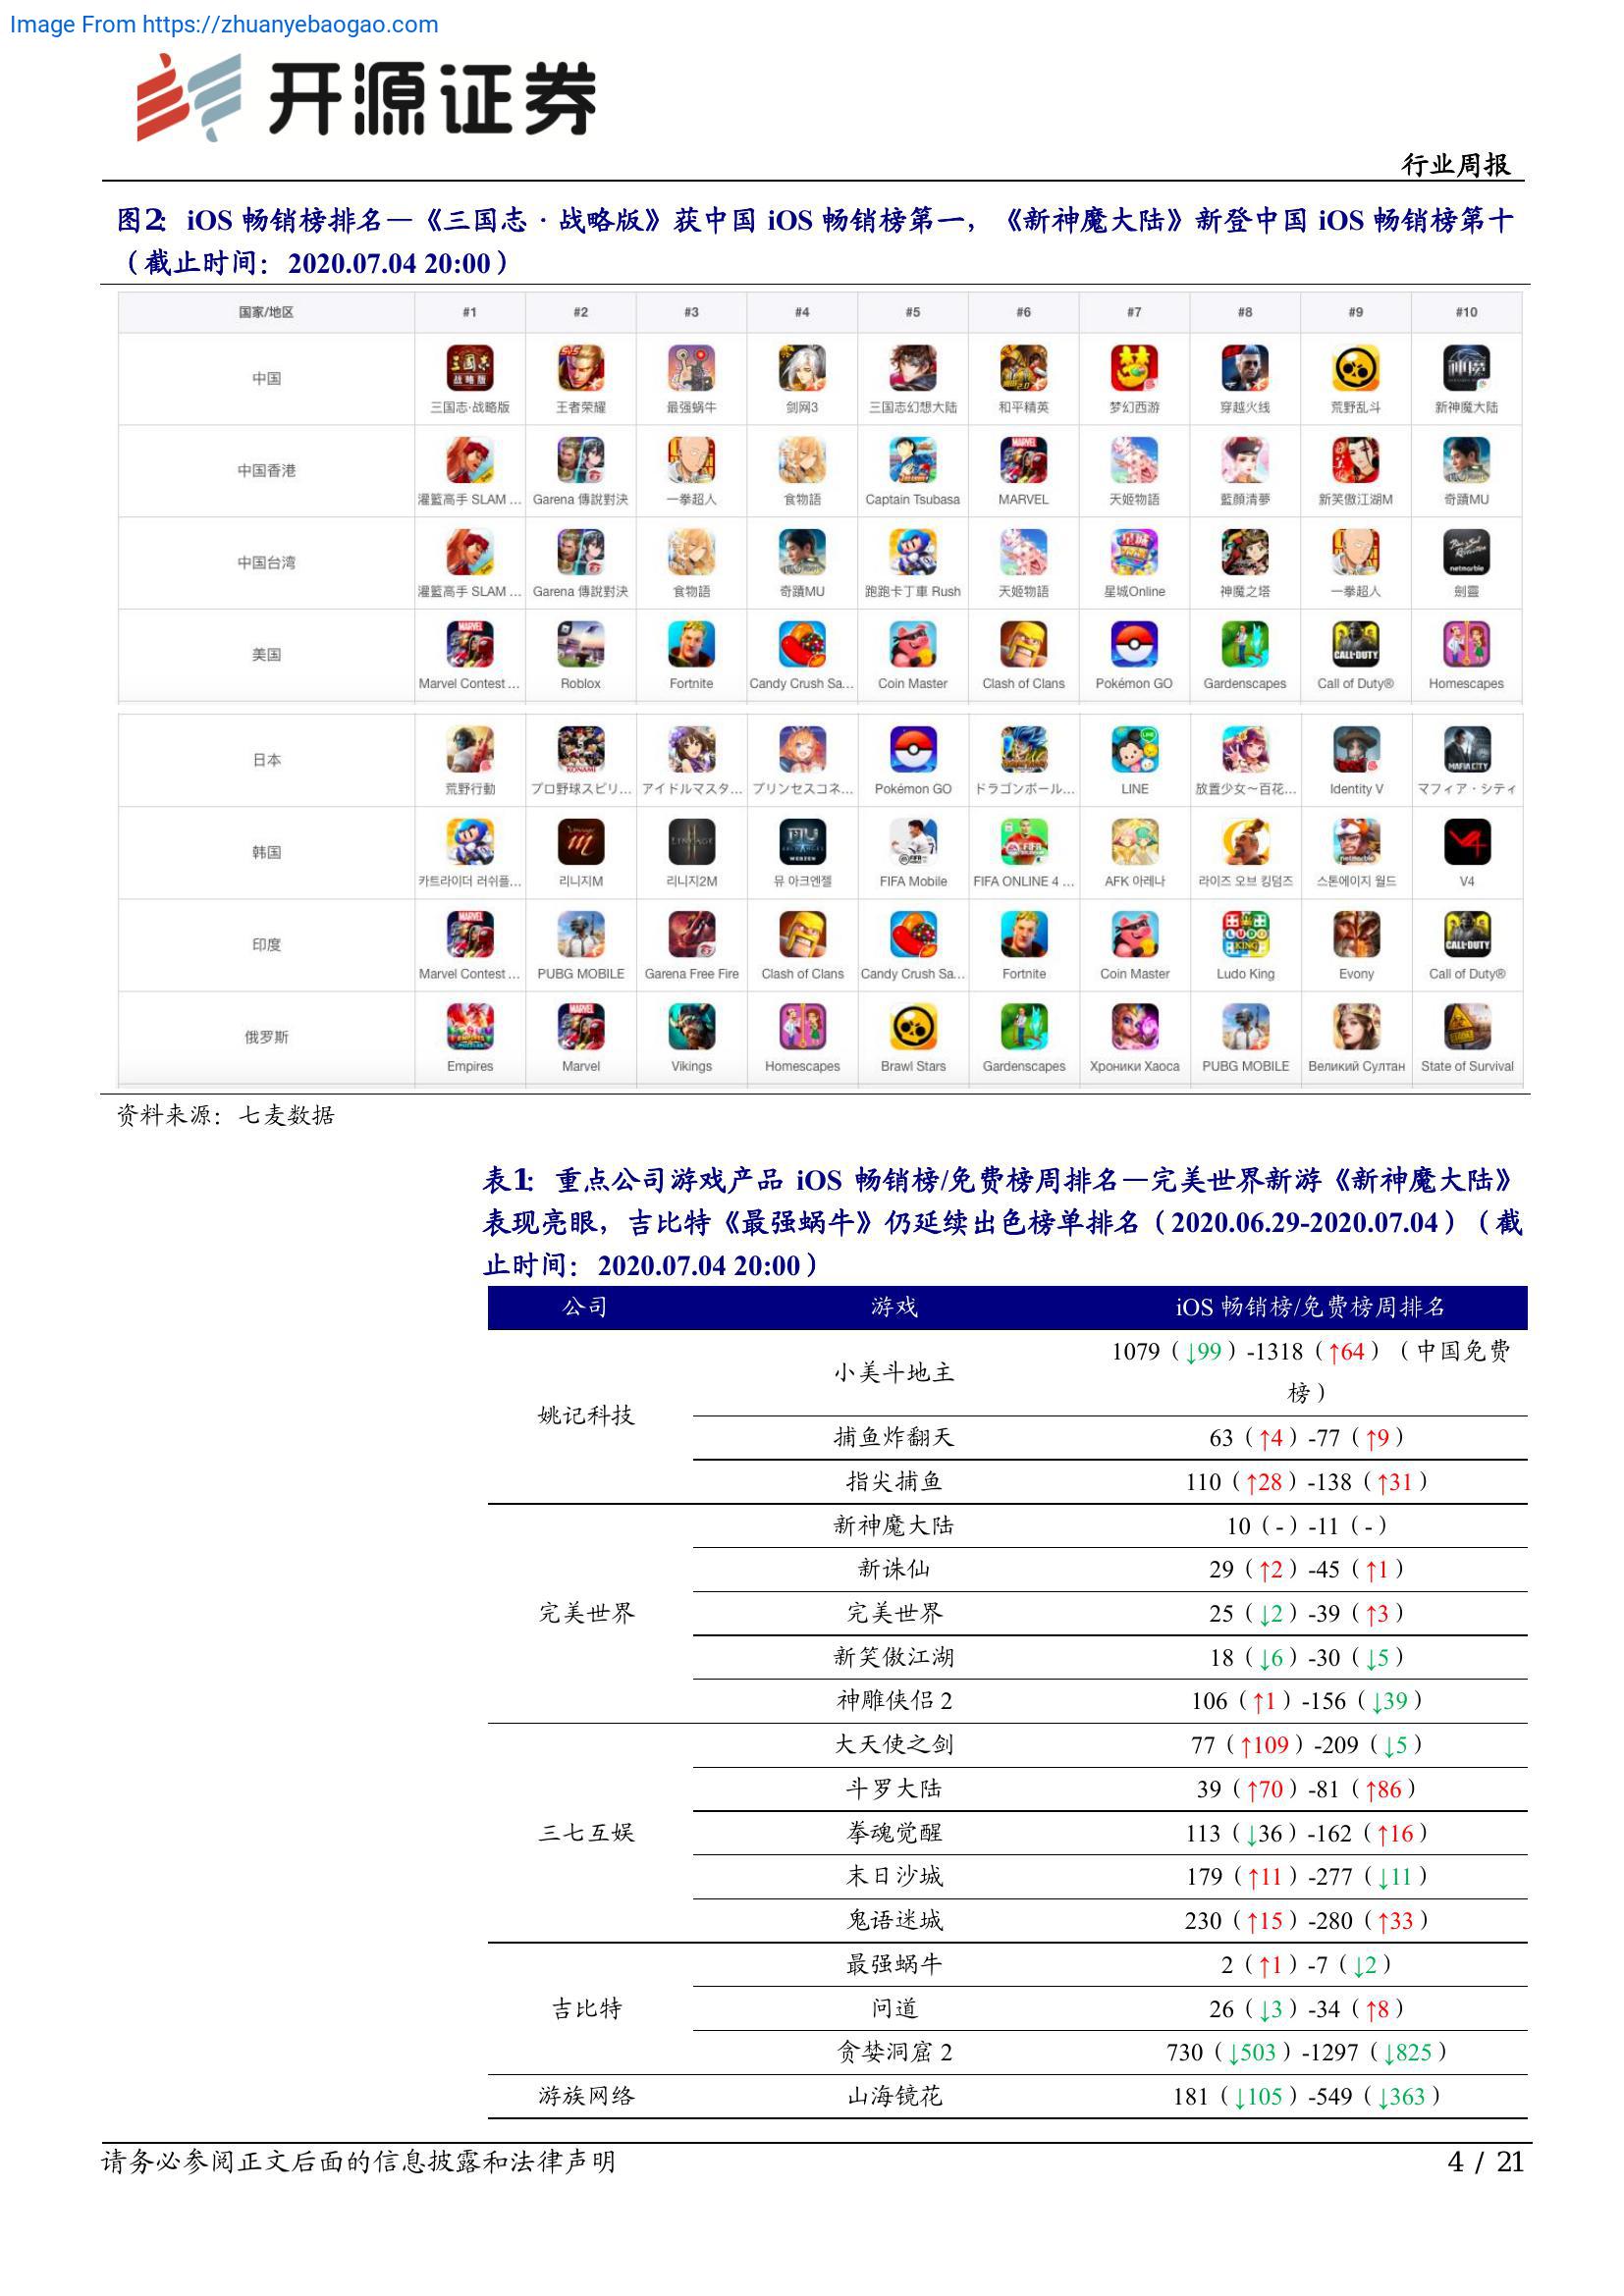 Image From https://zhuanyebaogao.com
开源证券
行业周报
图2： iOS 畅销榜排名—《三国志·战略版》获中国 iOS 畅销榜第一，《新神魔大陆》新登中国 iOS 畅销榜第十
（截止时间：2020.07.04 20:00）
国家/地区 #1 #2 #3 #4 #5 #6 #7 #8 #9 #10
中国 三国志·战略版 王者荣耀 最强蜗牛 剑网3 三国志幻想大陆 和平精英 梦幻西游 穿越火线 荒野乱斗 新神魔大陆
中国香港 灌籃高手 SLAM ... Garena 傳說對決 一拳超人 食物語 Captain Tsubasa MARVEL 天姬物語 藍顏清夢 新笑傲江湖M 奇蹟MU
中国台湾 灌籃高手 SLAM ... Garena 傳說對決 食物語 奇蹟MU 跑跑卡丁車 Rush 天姬物語 星城Online 神魔之塔 一拳超人 劍靈
美国 Marvel Contest ... Roblox Fortnite Candy Crush Sa... Coin Master Clash of Clans Pokémon GO Gardenscapes Call of Duty® Homescapes
日本 荒野行動 プロ野球スピリ... アイドルマスタ... プリンセスコネ... Pokémon GO ドラゴンボール... LINE 放置少女～百花... Identity V マフィア・シティ
韩国 카트라이더 러쉬플... 리니지M 리니지2M 뮤 아크엔젤 FIFA Mobile FIFA ONLINE 4 ... AFK 아레나 라이즈 오브 킹덤즈 스톤에이지 월드 V4
印度 Marvel Contest ... PUBG MOBILE Garena Free Fire Clash of Clans Candy Crush Sa... Fortnite Coin Master Ludo King Evony Call of Duty®
俄罗斯 Empires Marvel Vikings Homescapes Brawl Stars Gardenscapes Хроники Хаоса PUBG MOBILE Великий Султан State of Survival
资料来源：七麦数据
表1： 重点公司游戏产品 iOS 畅销榜/免费榜周排名—完美世界新游《新神魔大陆》
表现亮眼，吉比特《最强蜗牛》仍延续出色榜单排名（2020.06.29-2020.07.04）（截
止时间：2020.07.04 20:00）
公司 游戏 iOS 畅销榜/免费榜周排名
姚记科技 小美斗地主 1079（↓99）-1318（↑64）（中国免费
榜）
捕鱼炸翻天 63（↑4）-77（↑9）
指尖捕鱼 110（↑28）-138（↑31）
完美世界 新神魔大陆 10（-）-11（-）
新诛仙 29（↑2）-45（↑1）
完美世界 25（↓2）-39（↑3）
新笑傲江湖 18（↓6）-30（↓5）
神雕侠侣 2 106（↑1）-156（↓39）
三七互娱 大天使之剑 77（↑109）-209（↓5）
斗罗大陆 39（↑70）-81（↑86）
拳魂觉醒 113（↓36）-162（↑16）
末日沙城 179（↑11）-277（↓11）
鬼语迷城 230（↑15）-280（↑33）
吉比特 最强蜗牛 2（↑1）-7（↓2）
问道 26（↓3）-34（↑8）
贪婪洞窟 2 730（↓503）-1297（↓825）
游族网络 山海镜花 181（↓105）-549（↓363）
请务必参阅正文后面的信息披露和法律声明
4 / 21